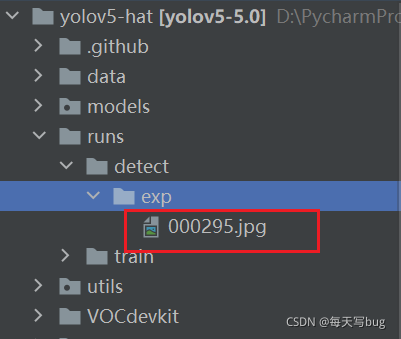 yolov5-hat [yolov5-5.0] D:\PycharmPro
.github
data
models
runs
detect
exp
000295.jpg
train
utils
VOCdevkit
CSDN @每天写bug